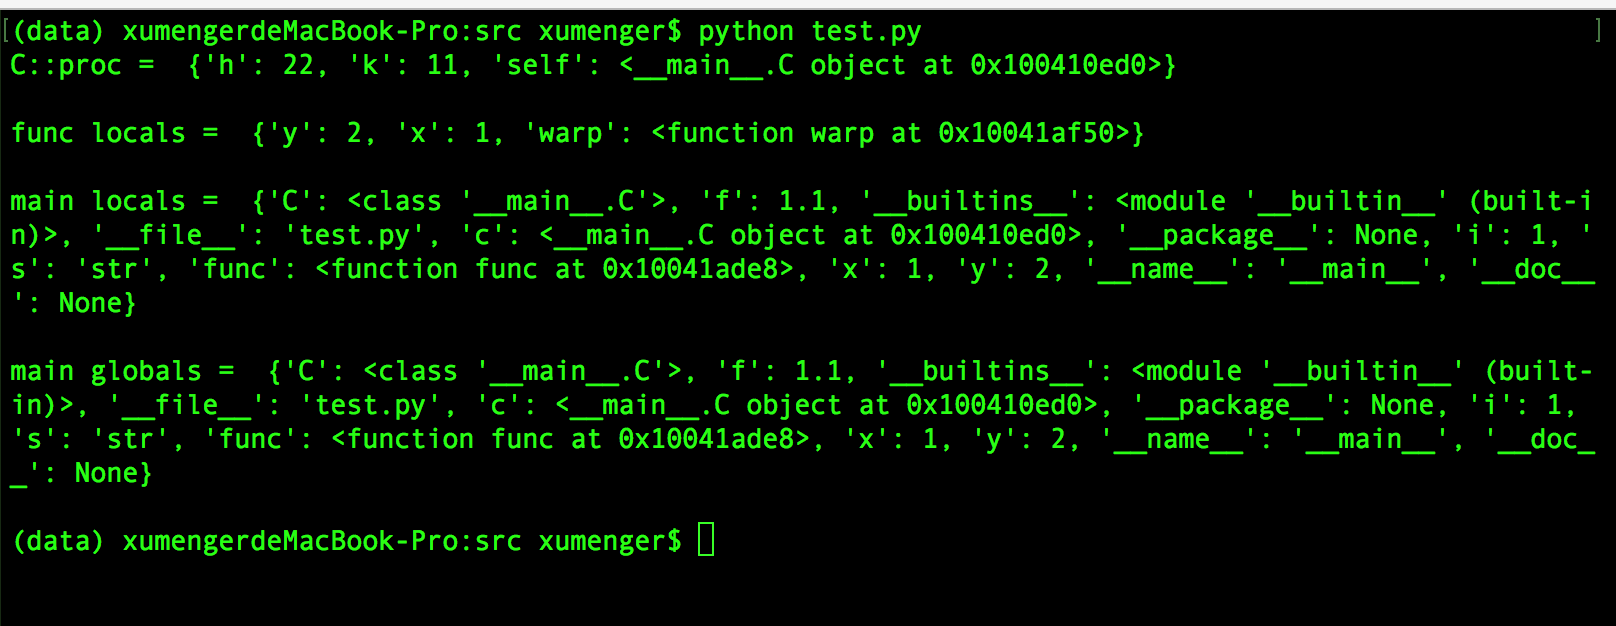 [(data) xumengerdeMacBook-Pro:src xumenger$ python test.py ]
C::proc =  {'h': 22, 'k': 11, 'self': <__main__.C object at 0x100410ed0>}
func locals =  {'y': 2, 'x': 1, 'warp': <function warp at 0x10041af50>}
main locals =  {'C': <class '__main__.C'>, 'f': 1.1, '__builtins__': <module '__builtin__' (built-i
n)>, '__file__': 'test.py', 'c': <__main__.C object at 0x100410ed0>, '__package__': None, 'i': 1, '
s': 'str', 'func': <function func at 0x10041ade8>, 'x': 1, 'y': 2, '__name__': '__main__', '__doc__
': None}
main globals =  {'C': <class '__main__.C'>, 'f': 1.1, '__builtins__': <module '__builtin__' (built-
in)>, '__file__': 'test.py', 'c': <__main__.C object at 0x100410ed0>, '__package__': None, 'i': 1,
's': 'str', 'func': <function func at 0x10041ade8>, 'x': 1, 'y': 2, '__name__': '__main__', '__doc_
_': None}
(data) xumengerdeMacBook-Pro:src xumenger$